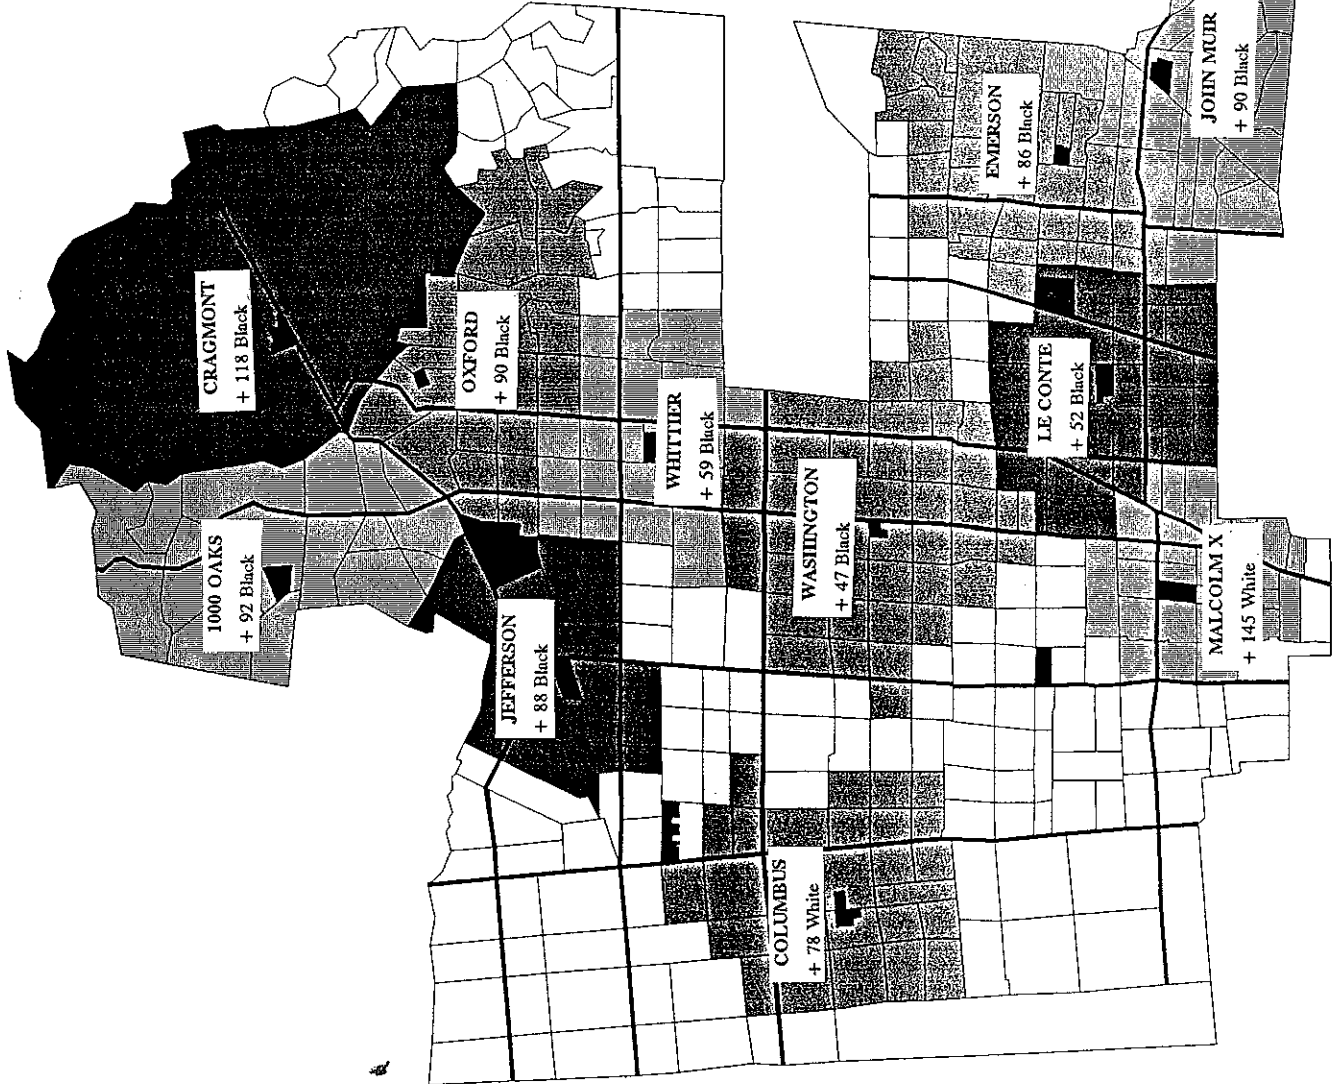 CRAGMONT
+ 118 Black
1000 OAKS
+ 92 Black
OXFORD
+ 90 Black
JEFFERSON
+ 88 Black
WHITTIER
+ 59 Black
WASHINGTON
+ 47 Black
COLUMBUS
+ 78 White
EMERSON
+ 86 Black
JOHN MUIR
+ 90 Black
LE CONTE
+ 52 Black
MALCOLM X
+ 145 White